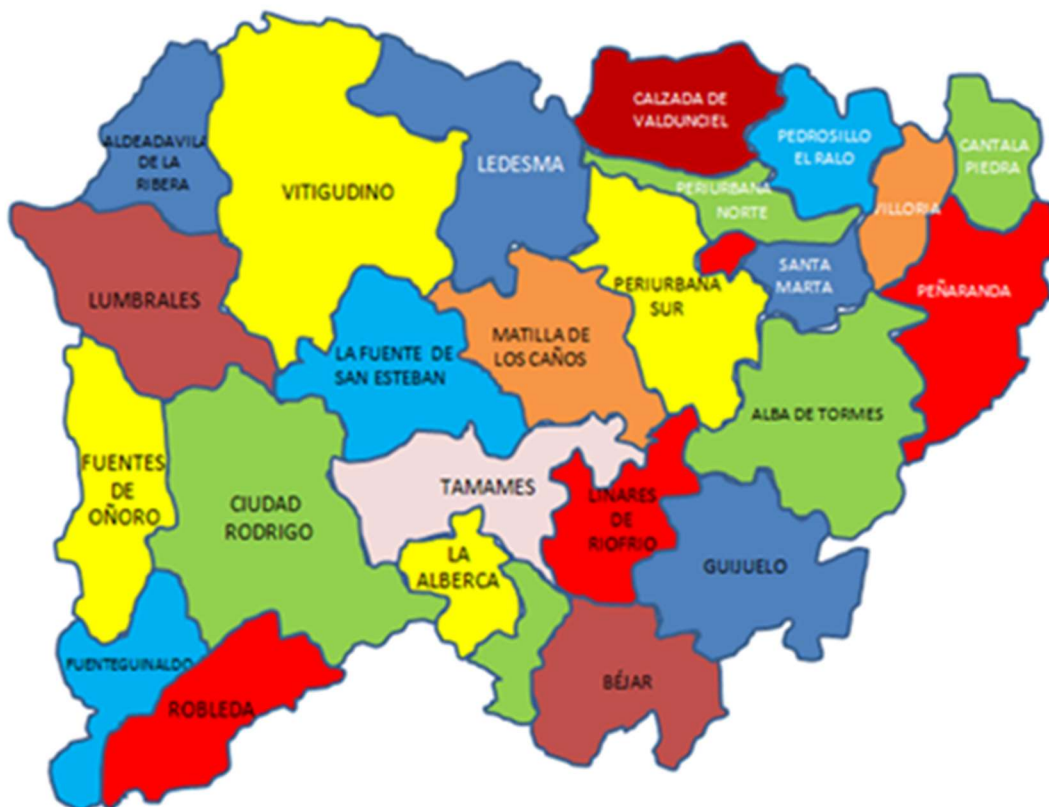 CALZADA DE
VALDUNCIEL
ALDEADAVILA
DE LA
RIBERA
VITIGUDINO
LEDESMA
PEDROSILLO
EL RALO
CANTALA
PIEDRA
PERIURBANA
NORTE
VILLORIA
LUMBRALES
PERIURBANA
SUR
SANTA
MARTA
PEÑARANDA
LA FUENTE DE
SAN ESTEBAN
MATILLA DE
LOS CAÑOS
ALBA DE TORMES
FUENTES
DE
OÑORO
CIUDAD
RODRIGO
TAMAMES
LINARES
DE
RIOFRIO
LA
ALBERCA
GUIJUELO
FUENTEGUINALDO
ROBLEDA
BÉJAR